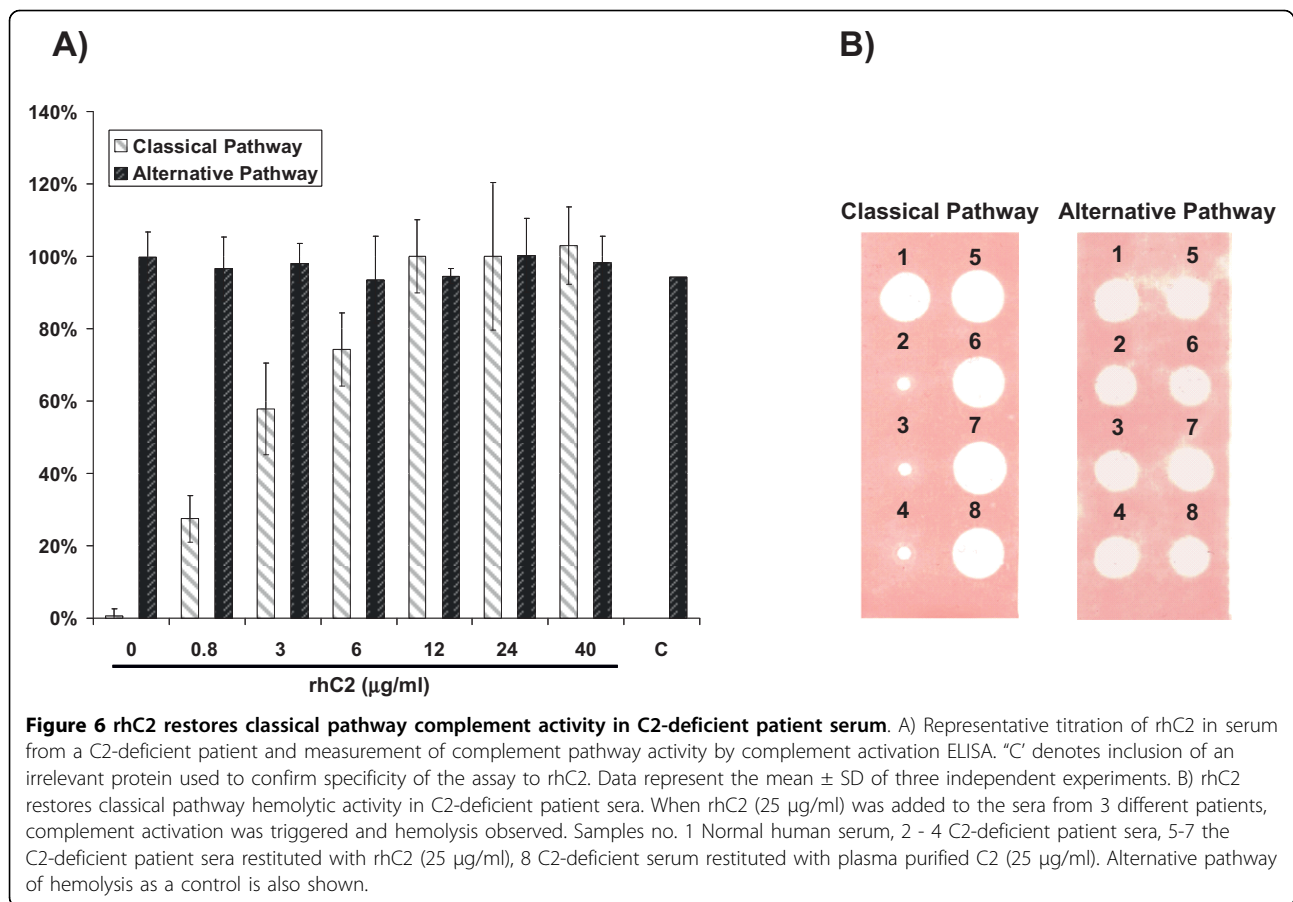 A)
140%
120%
100%
80%
60%
40%
20%
0%
Classical Pathway
Alternative Pathway
0 0.8 3 6 12 24 40 C
rhC2 (µg/ml)
B)
Classical Pathway Alternative Pathway
1 5 1 5
2 6 2 6
3 7 3 7
4 8 4 8
Figure 6 rhC2 restores classical pathway complement activity in C2-deficient patient serum. A) Representative titration of rhC2 in serum
from a C2-deficient patient and measurement of complement pathway activity by complement activation ELISA. “C’ denotes inclusion of an
irrelevant protein used to confirm specificity of the assay to rhC2. Data represent the mean ± SD of three independent experiments. B) rhC2
restores classical pathway hemolytic activity in C2-deficient patient sera. When rhC2 (25 µg/ml) was added to the sera from 3 different patients,
complement activation was triggered and hemolysis observed. Samples no. 1 Normal human serum, 2 - 4 C2-deficient patient sera, 5-7 the
C2-deficient patient sera restituted with rhC2 (25 µg/ml), 8 C2-deficient serum restituted with plasma purified C2 (25 µg/ml). Alternative pathway
of hemolysis as a control is also shown.